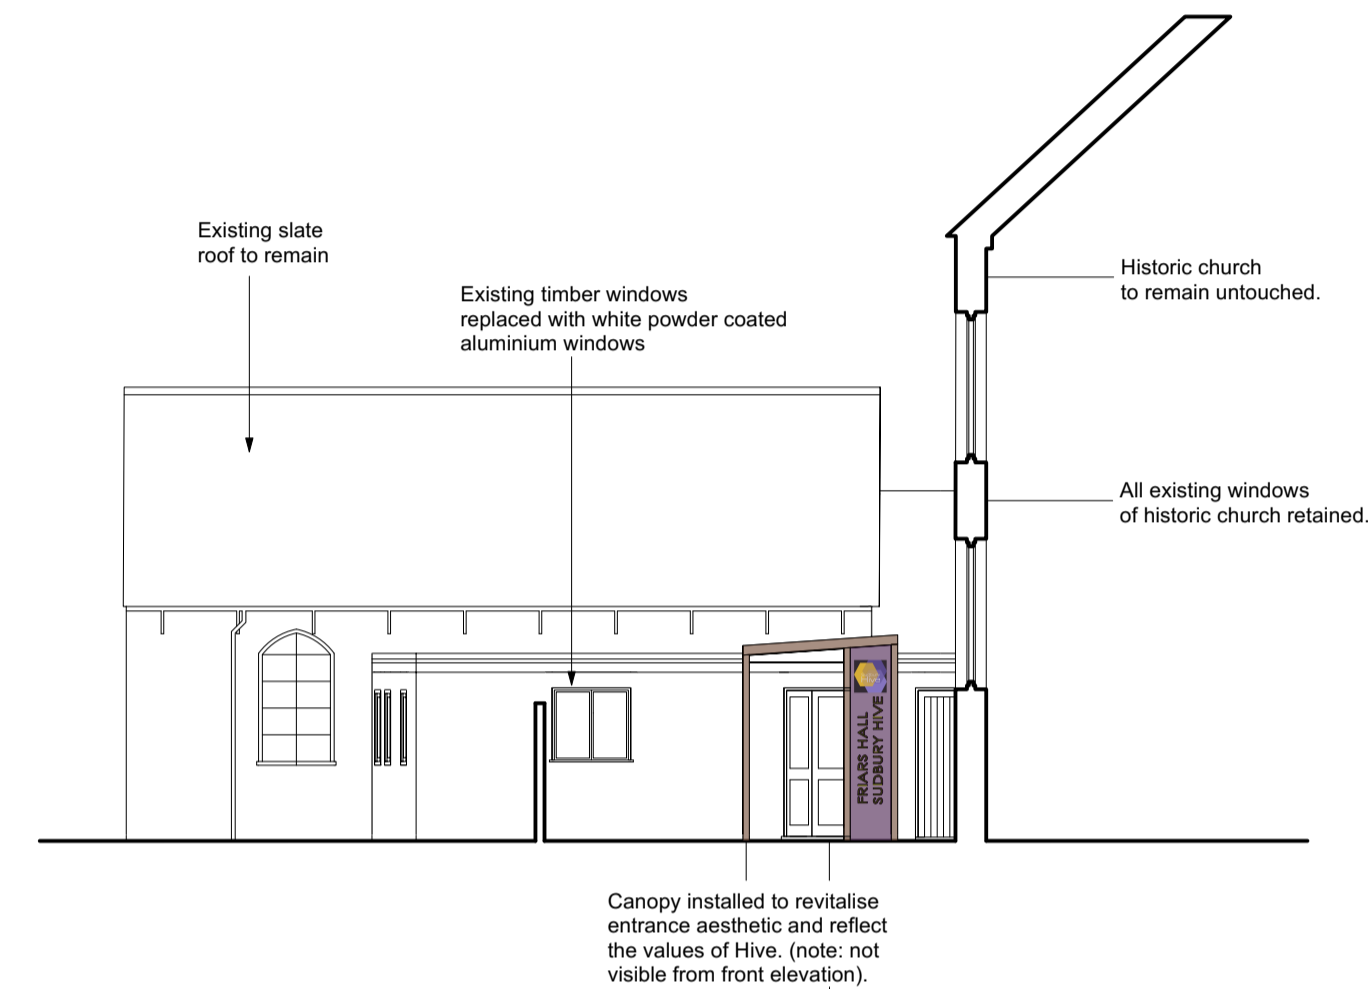 Existing slate
roof to remain
Existing timber windows
replaced with white powder coated
aluminium windows
Historic church
to remain untouched.
All existing windows
of historic church retained.
Hive
FRIARS HALL
SUDBURY HIVE
Canopy installed to revitalise
entrance aesthetic and reflect
the values of Hive. (note: not
visible from front elevation).